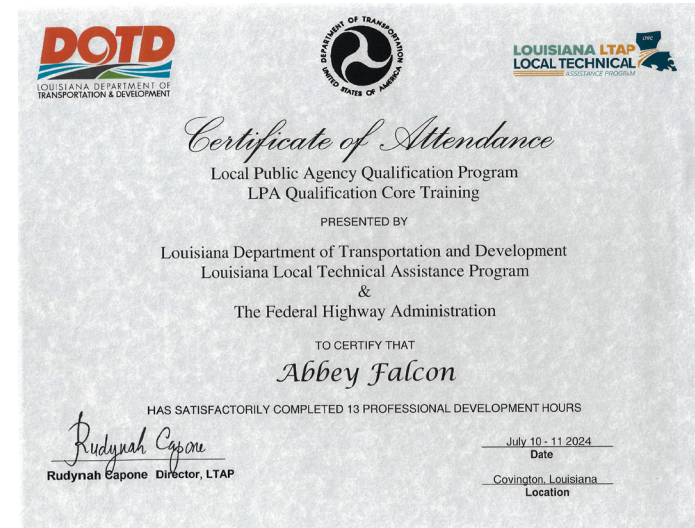 DOTD
LOUISIANA DEPARTMENT OF
TRANSPORTATION & DEVELOPMENT
DEPARTMENT OF TRANSPORTATION
UNITED STATES OF AMERICA
LTRC
LOUISIANA LTAP
LOCAL TECHNICAL
ASSISTANCE PROGRAM
Certificate of Attendance
Local Public Agency Qualification Program
LPA Qualification Core Training
PRESENTED BY
Louisiana Department of Transportation and Development
Louisiana Local Technical Assistance Program
&
The Federal Highway Administration
TO CERTIFY THAT
Abbey Falcon
HAS SATISFACTORILY COMPLETED 13 PROFESSIONAL DEVELOPMENT HOURS
Rudynah Capone
Rudynah Capone Director, LTAP
July 10 - 11 2024
Date
Covington, Louisiana
Location